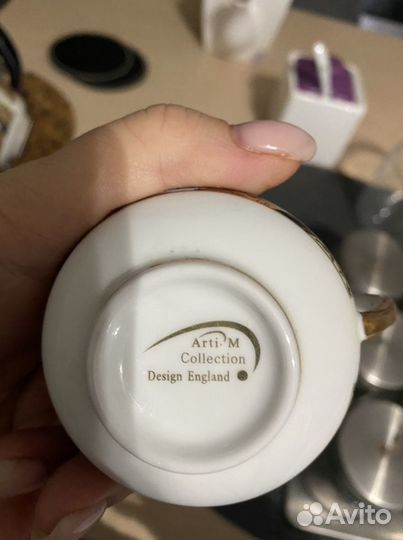 Arti M
Collection
Design England
Avito